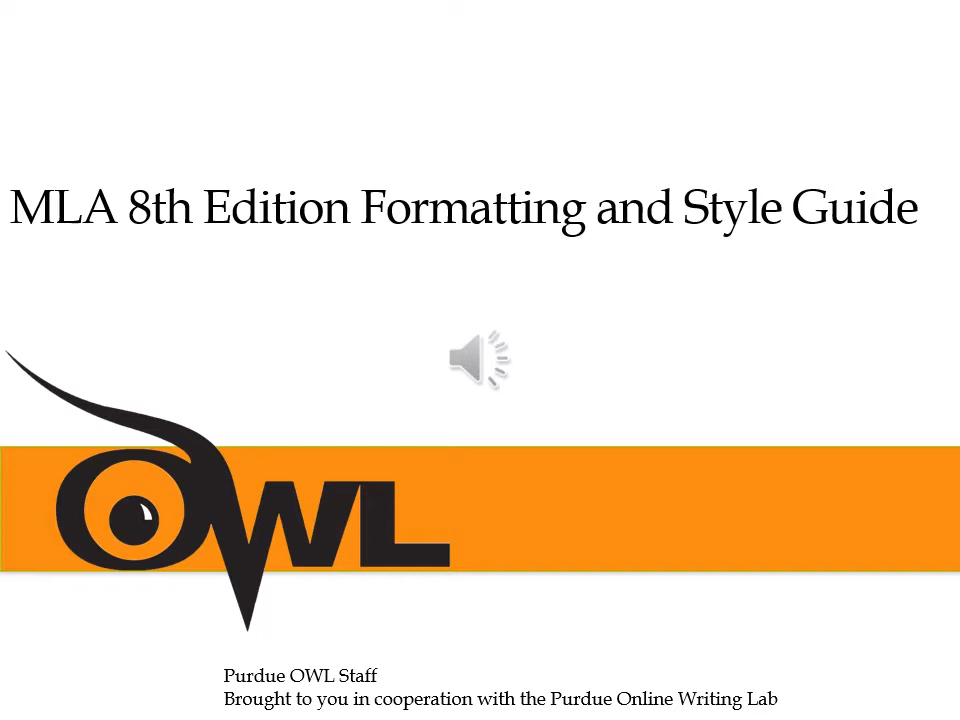 MLA 8th Edition Formatting and Style Guide
OWL
Purdue OWL Staff
Brought to you in cooperation with the Purdue Online Writing Lab